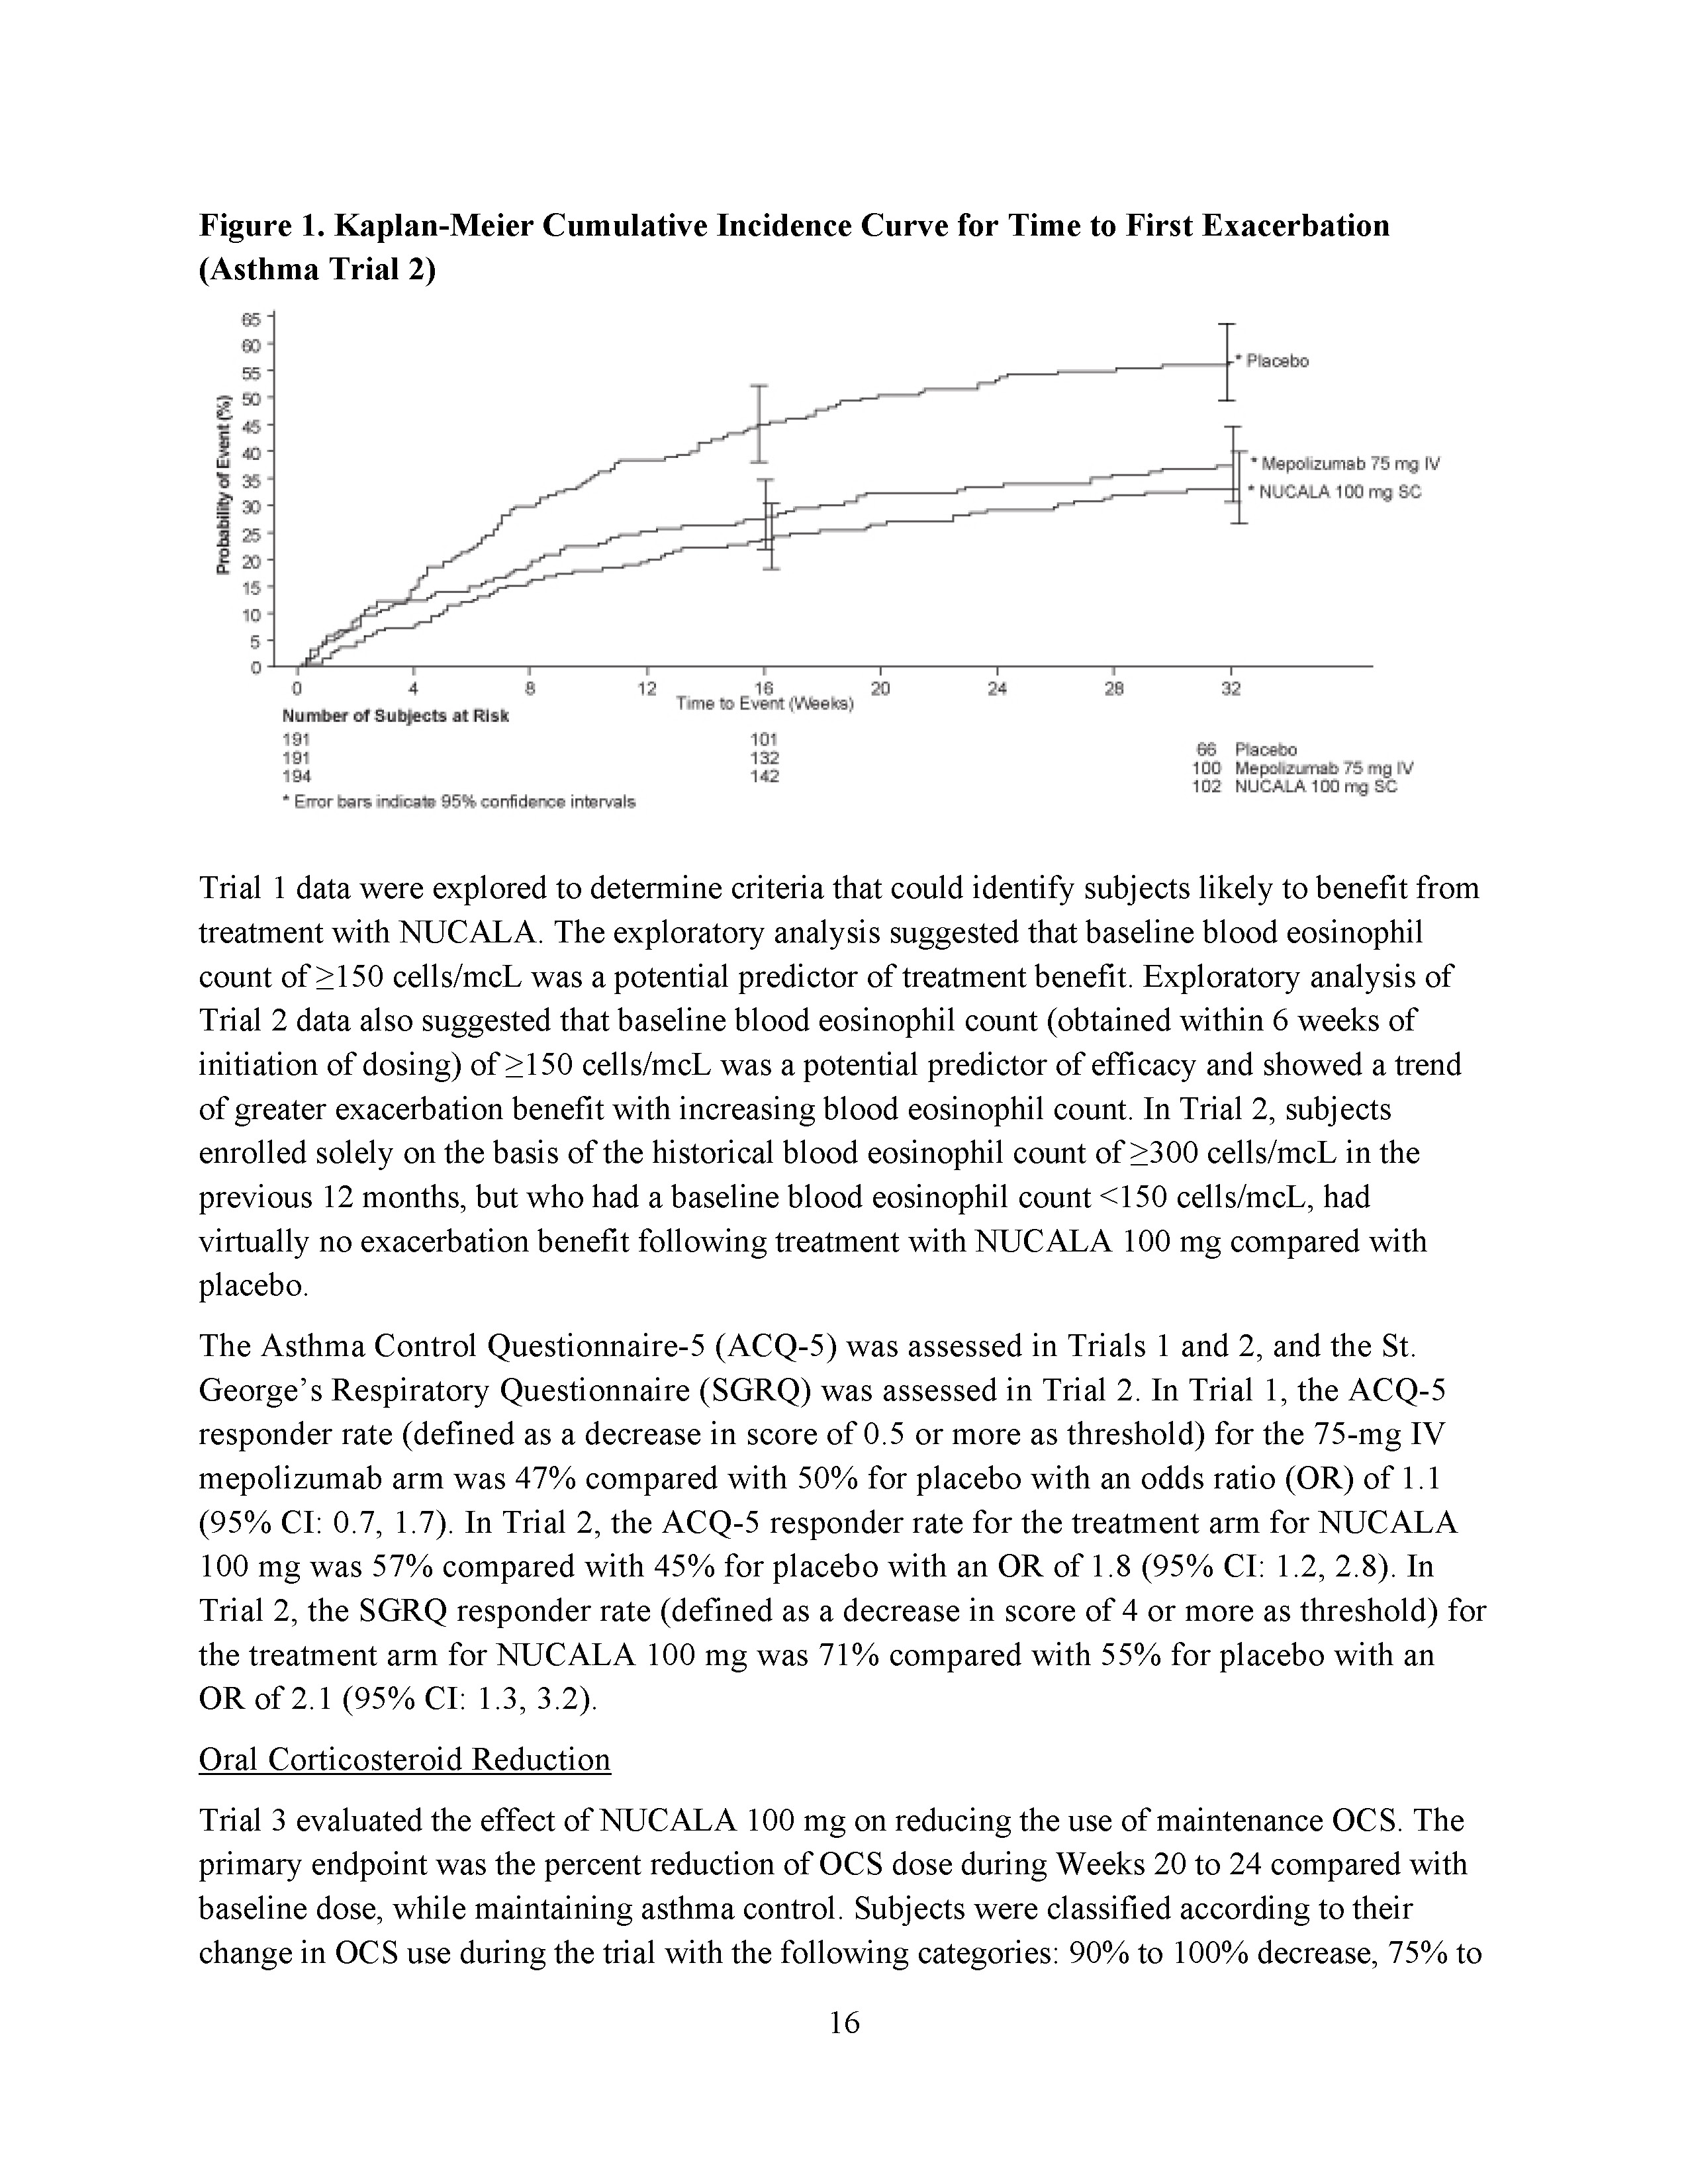 Figure 1. Kaplan-Meier Cumulative Incidence Curve for Time to First Exacerbation
(Asthma Trial 2)
Probability of Event (%)
65
60
55
50
45
40
35
30
25
20
15
10
5
0
* Placebo
* Mepolizumab 75 mg IV
* NUCALA 100 mg SC
0 4 8 12 16 20 24 28 32
Time to Event (Weeks)
Number of Subjects at Risk
191 101 66 Placebo
191 132 100 Mepolizumab 75 mg IV
194 142 102 NUCALA 100 mg SC
* Error bars indicate 95% confidence intervals
Trial 1 data were explored to determine criteria that could identify subjects likely to benefit from
treatment with NUCALA. The exploratory analysis suggested that baseline blood eosinophil
count of ≥150 cells/mcL was a potential predictor of treatment benefit. Exploratory analysis of
Trial 2 data also suggested that baseline blood eosinophil count (obtained within 6 weeks of
initiation of dosing) of ≥150 cells/mcL was a potential predictor of efficacy and showed a trend
of greater exacerbation benefit with increasing blood eosinophil count. In Trial 2, subjects
enrolled solely on the basis of the historical blood eosinophil count of ≥300 cells/mcL in the
previous 12 months, but who had a baseline blood eosinophil count <150 cells/mcL, had
virtually no exacerbation benefit following treatment with NUCALA 100 mg compared with
placebo.
The Asthma Control Questionnaire-5 (ACQ-5) was assessed in Trials 1 and 2, and the St.
George’s Respiratory Questionnaire (SGRQ) was assessed in Trial 2. In Trial 1, the ACQ-5
responder rate (defined as a decrease in score of 0.5 or more as threshold) for the 75-mg IV
mepolizumab arm was 47% compared with 50% for placebo with an odds ratio (OR) of 1.1
(95% CI: 0.7, 1.7). In Trial 2, the ACQ-5 responder rate for the treatment arm for NUCALA
100 mg was 57% compared with 45% for placebo with an OR of 1.8 (95% CI: 1.2, 2.8). In
Trial 2, the SGRQ responder rate (defined as a decrease in score of 4 or more as threshold) for
the treatment arm for NUCALA 100 mg was 71% compared with 55% for placebo with an
OR of 2.1 (95% CI: 1.3, 3.2).
Oral Corticosteroid Reduction
Trial 3 evaluated the effect of NUCALA 100 mg on reducing the use of maintenance OCS. The
primary endpoint was the percent reduction of OCS dose during Weeks 20 to 24 compared with
baseline dose, while maintaining asthma control. Subjects were classified according to their
change in OCS use during the trial with the following categories: 90% to 100% decrease, 75% to
16